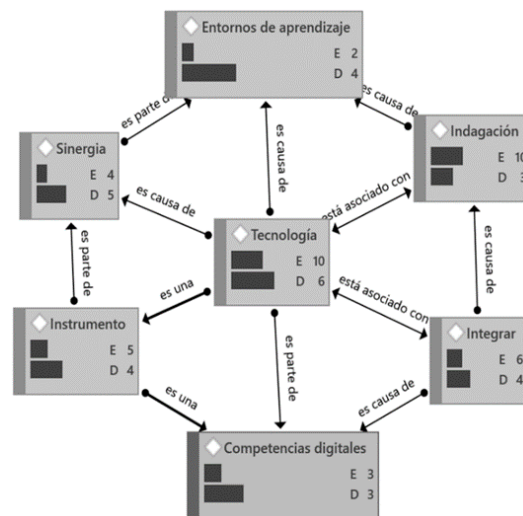 Entornos de aprendizaje
E 2
D 4
es parte d
es causa de
es causa de
Sinergia
E 4
D 5
Indagación
E 10
D 3
es causa de
está asociado con
Tecnología
E 10
D 6
es parte de
es una
está asociado con
es causa de
Instrumento
E 5
D 4
Integrar
E 6
D 4
es una
es parte de
es causa de
Competencias digitales
E 3
D 3